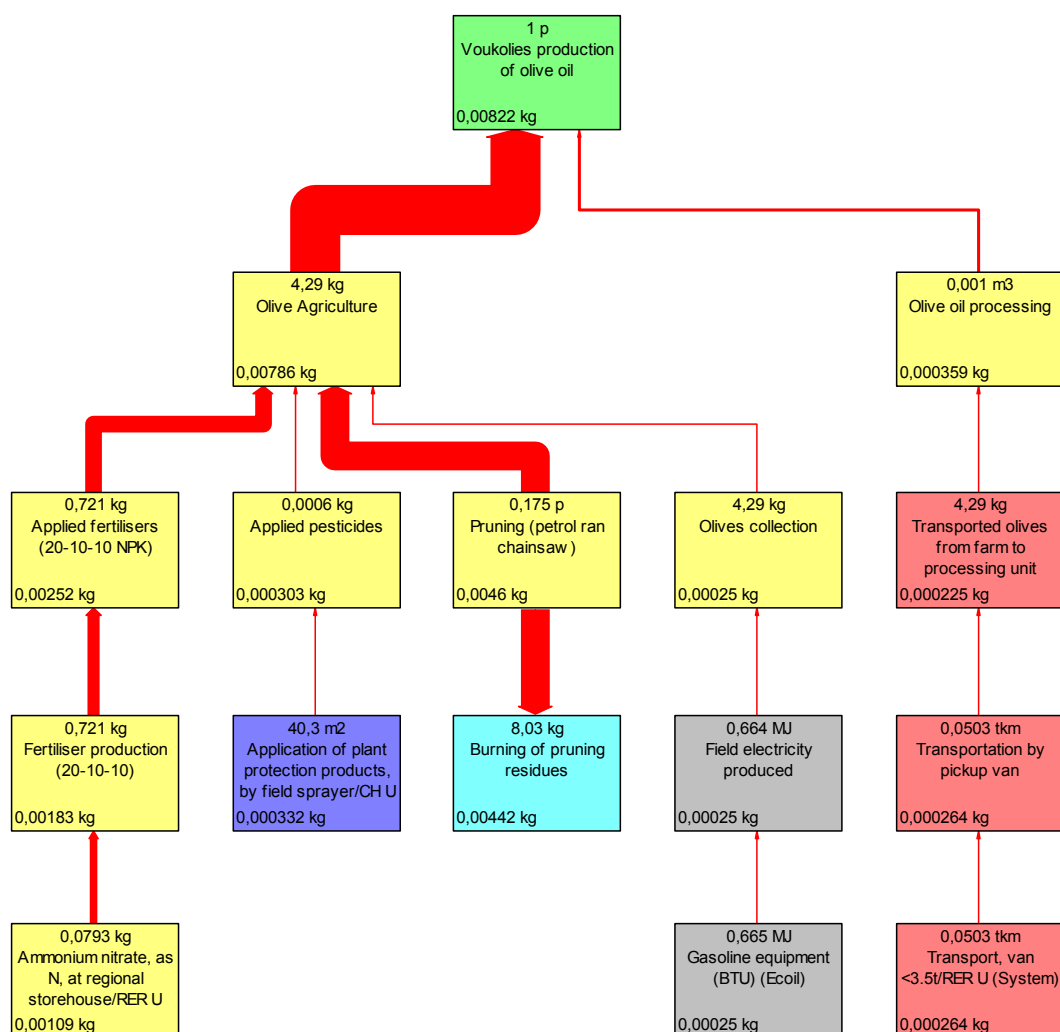 1 p
Voukolies production
of olive oil
0,00822 kg
4,29 kg
Olive Agriculture
0,00786 kg
0,001 m3
Olive oil processing
0,000359 kg
0,721 kg
Applied fertilisers
(20-10-10 NPK)
0,00252 kg
0,0006 kg
Applied pesticides
0,000303 kg
0,175 p
Pruning (petrol ran
chainsaw )
0,0046 kg
4,29 kg
Olives collection
0,00025 kg
4,29 kg
Transported olives
from farm to
processing unit
0,000225 kg
0,721 kg
Fertiliser production
(20-10-10)
0,00183 kg
40,3 m2
Application of plant
protection products,
by field sprayer/CH U
0,000332 kg
8,03 kg
Burning of pruning
residues
0,00442 kg
0,664 MJ
Field electricity
produced
0,00025 kg
0,0503 tkm
Transportation by
pickup van
0,000264 kg
0,0793 kg
Ammonium nitrate, as
N, at regional
storehouse/RER U
0,00109 kg
0,665 MJ
Gasoline equipment
(BTU) (Ecoil)
0,00025 kg
0,0503 tkm
Transport, van
<3.5t/RER U (System)
0,000264 kg